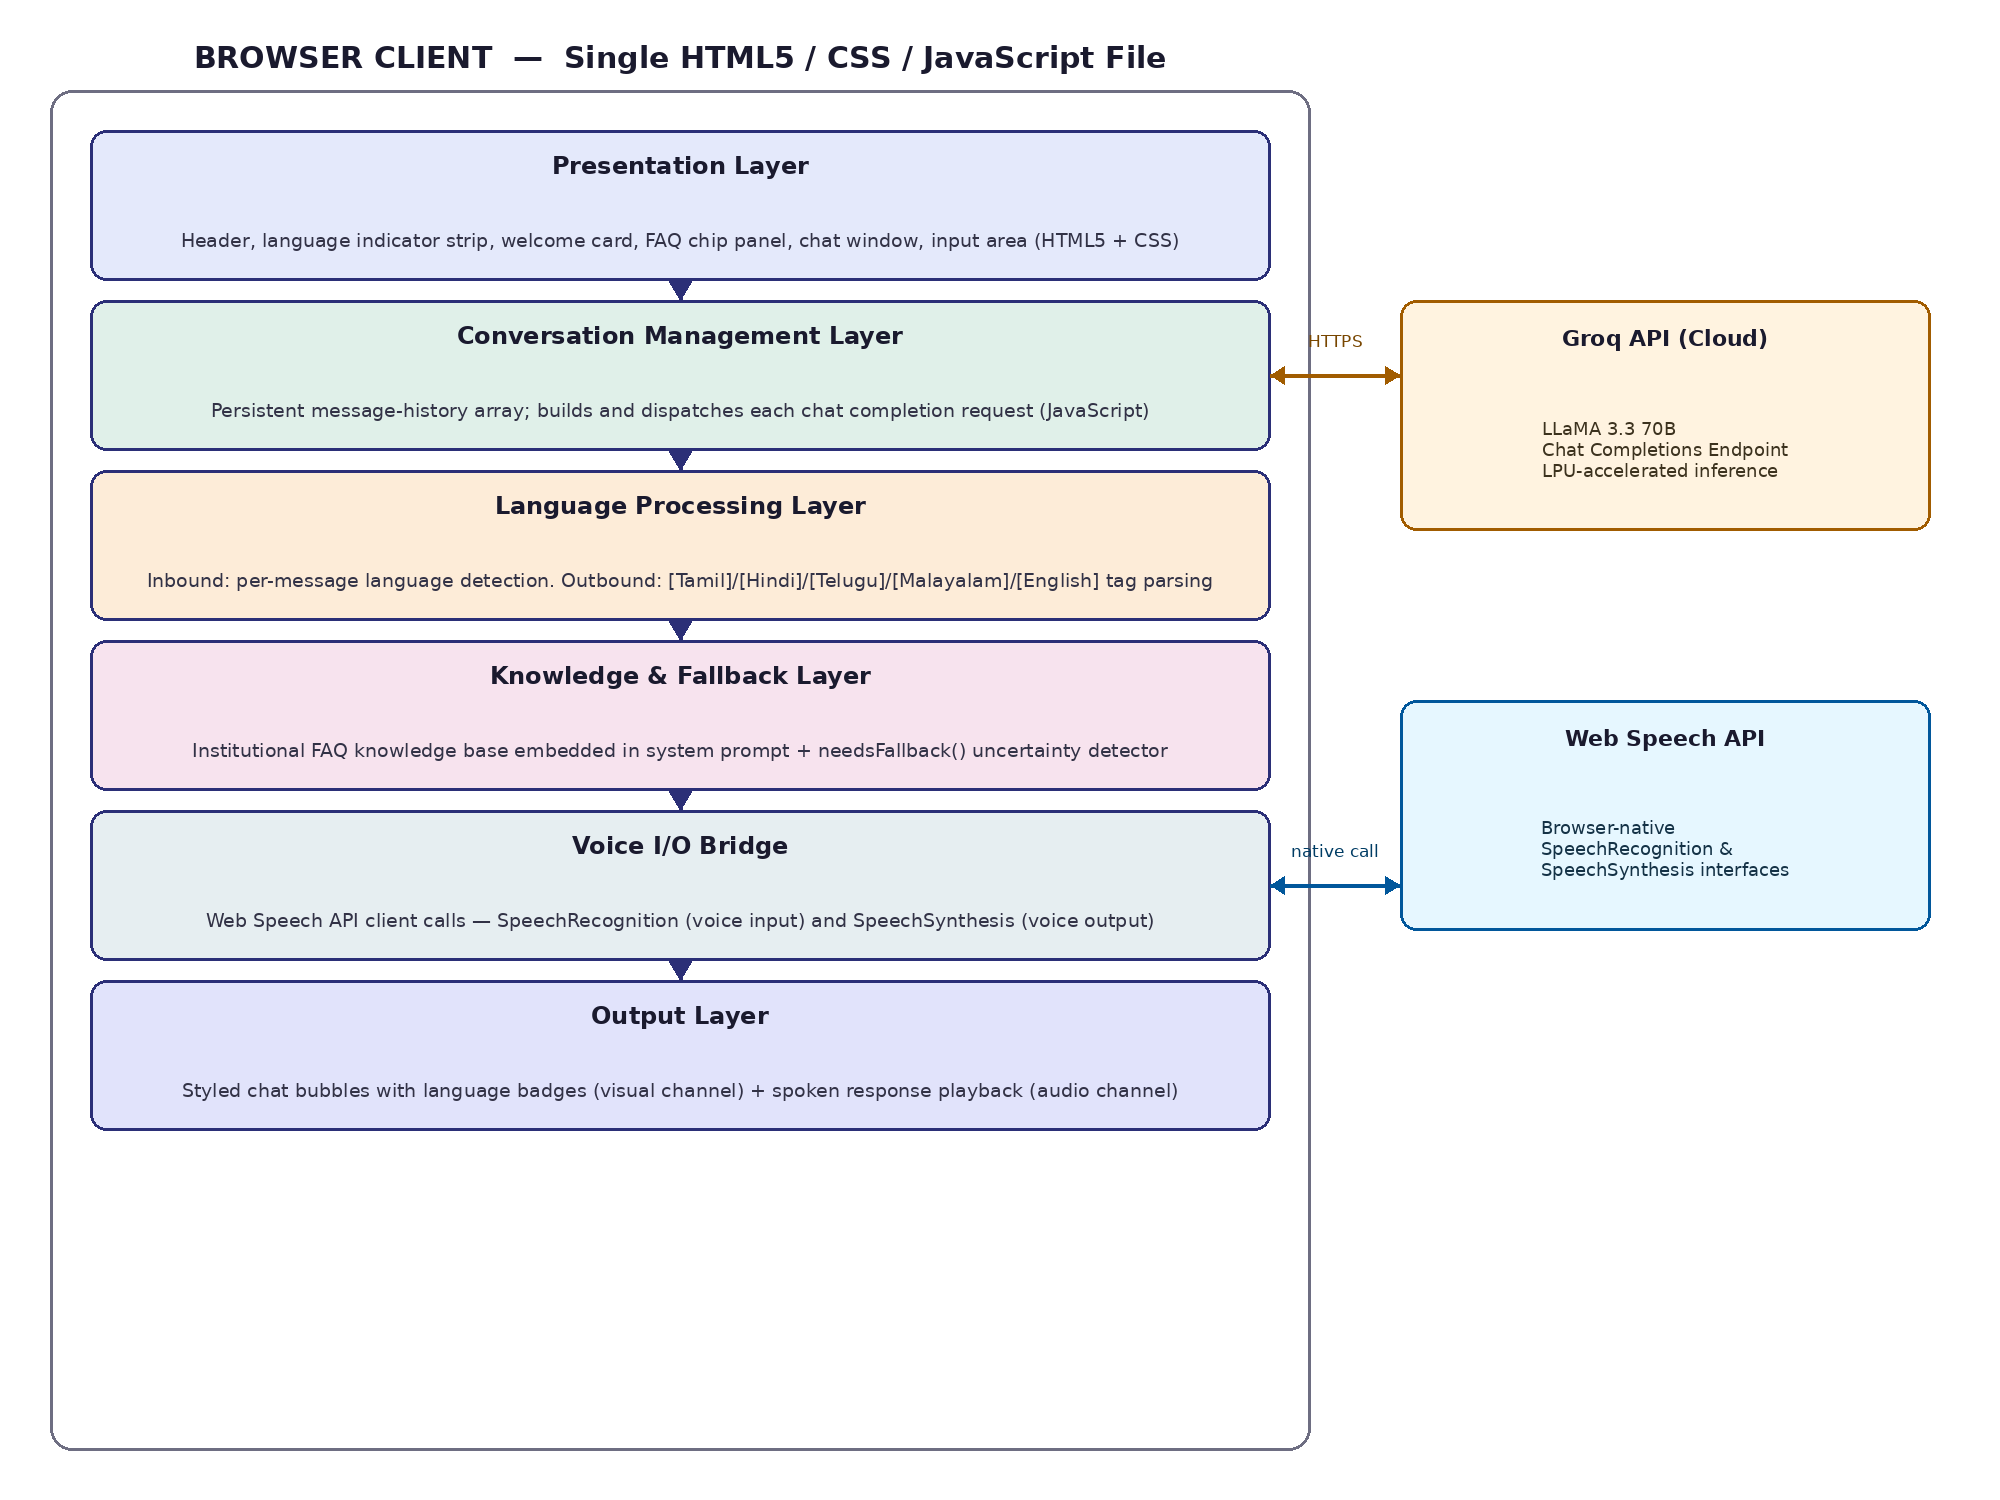 BROWSER CLIENT — Single HTML5 / CSS / JavaScript File
Presentation Layer
Header, language indicator strip, welcome card, FAQ chip panel, chat window, input area (HTML5 + CSS)
Conversation Management Layer
Persistent message-history array; builds and dispatches each chat completion request (JavaScript)
HTTPS
Groq API (Cloud)
LLaMA 3.3 70B
Chat Completions Endpoint
LPU-accelerated inference
Language Processing Layer
Inbound: per-message language detection. Outbound: [Tamil]/[Hindi]/[Telugu]/[Malayalam]/[English] tag parsing
Knowledge & Fallback Layer
Institutional FAQ knowledge base embedded in system prompt + needsFallback() uncertainty detector
Voice I/O Bridge
Web Speech API client calls — SpeechRecognition (voice input) and SpeechSynthesis (voice output)
native call
Web Speech API
Browser-native
SpeechRecognition &
SpeechSynthesis interfaces
Output Layer
Styled chat bubbles with language badges (visual channel) + spoken response playback (audio channel)